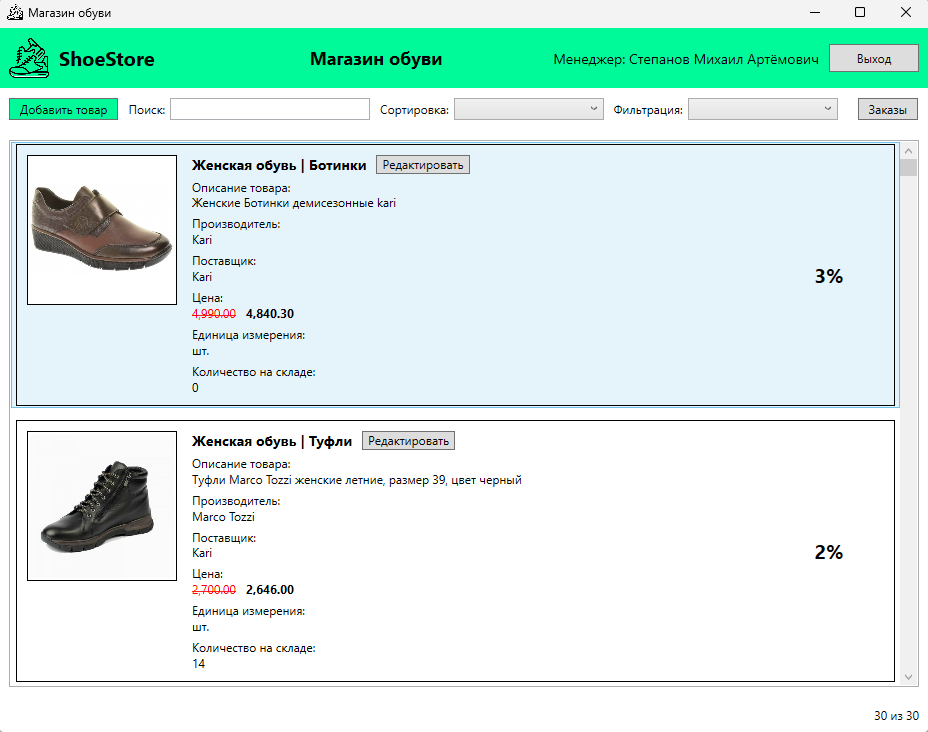 Магазин обуви
ShoeStore
Магазин обуви
Менеджер: Степанов Михаил Артёмович
Выход
Добавить товар
Поиск:
Сортировка:
Фильтрация:
Заказы
Женская обувь | Ботинки
Редактировать
Описание товара:
Женские Ботинки демисезонные kari
Производитель:
Kari
Поставщик:
Kari
Цена:
4,990.00 4,840.30
Единица измерения:
шт.
Количество на складе:
0
3%
Женская обувь | Туфли
Редактировать
Описание товара:
Туфли Marco Tozzi женские летние, размер 39, цвет черный
Производитель:
Marco Tozzi
Поставщик:
Kari
Цена:
2,700.00 2,646.00
Единица измерения:
шт.
Количество на складе:
14
2%
30 из 30